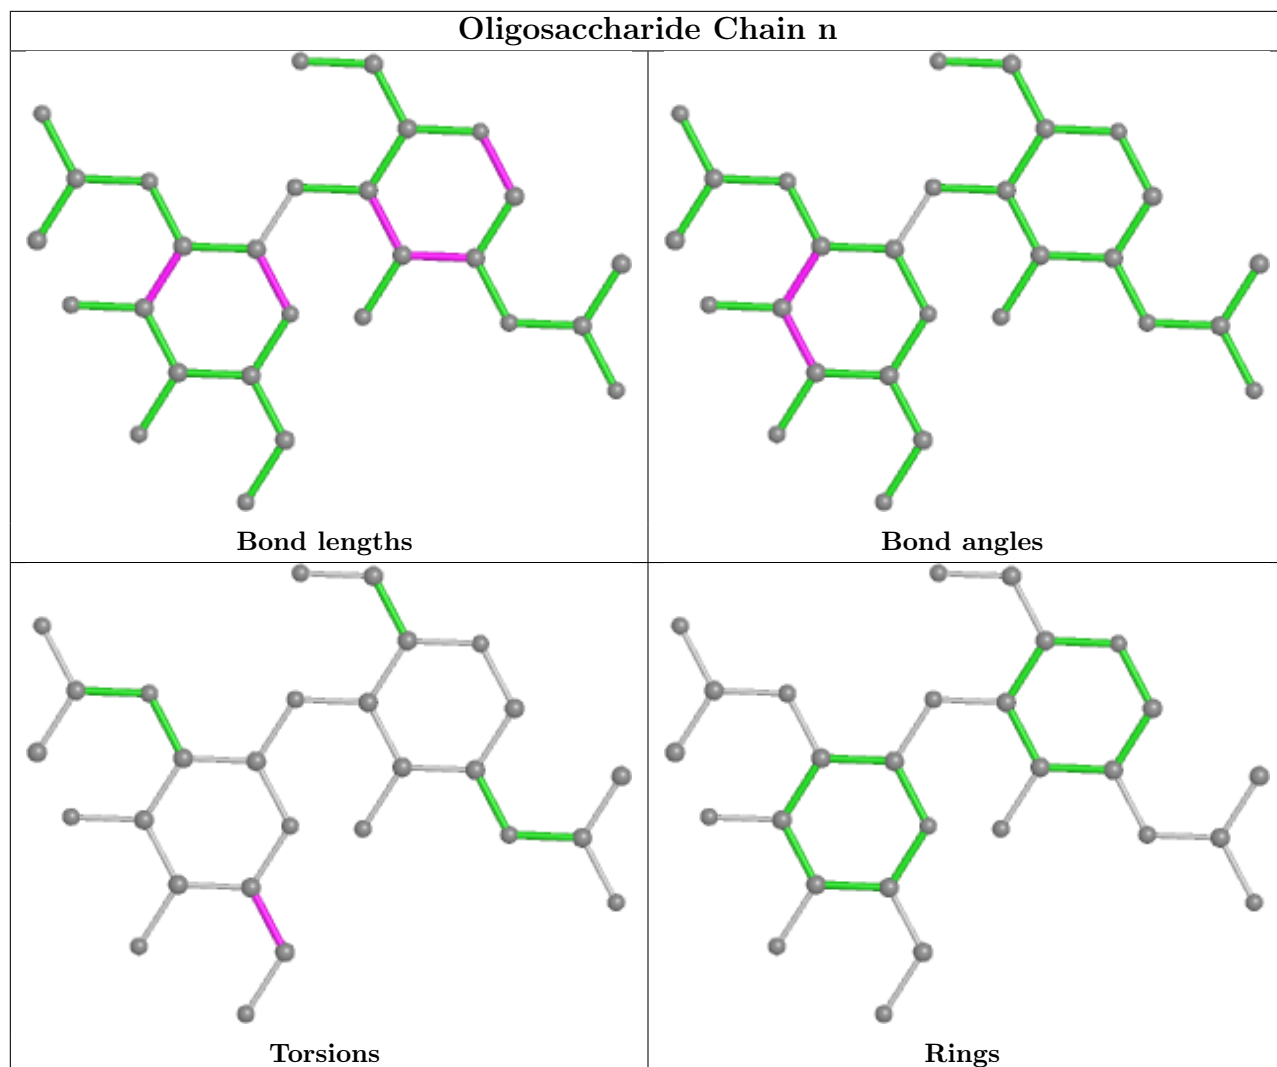 Oligosaccharide Chain n
Bond lengths
Bond angles
Torsions
Rings